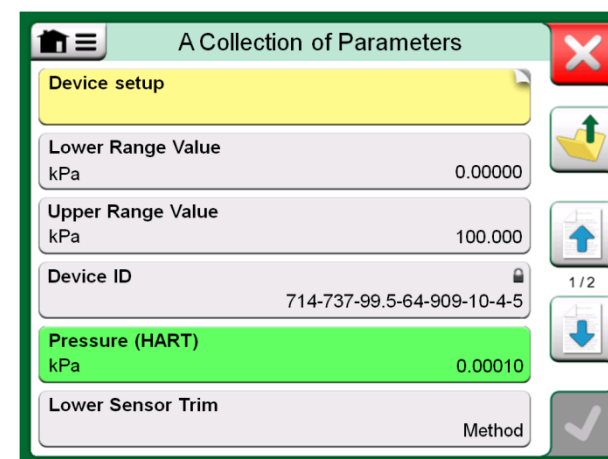 A Collection of Parameters
Device setup
Lower Range Value
kPa 0.00000
Upper Range Value
kPa 100.000
Device ID
714-737-99.5-64-909-10-4-5
1/2
Pressure (HART)
kPa 0.00010
Lower Sensor Trim
Method